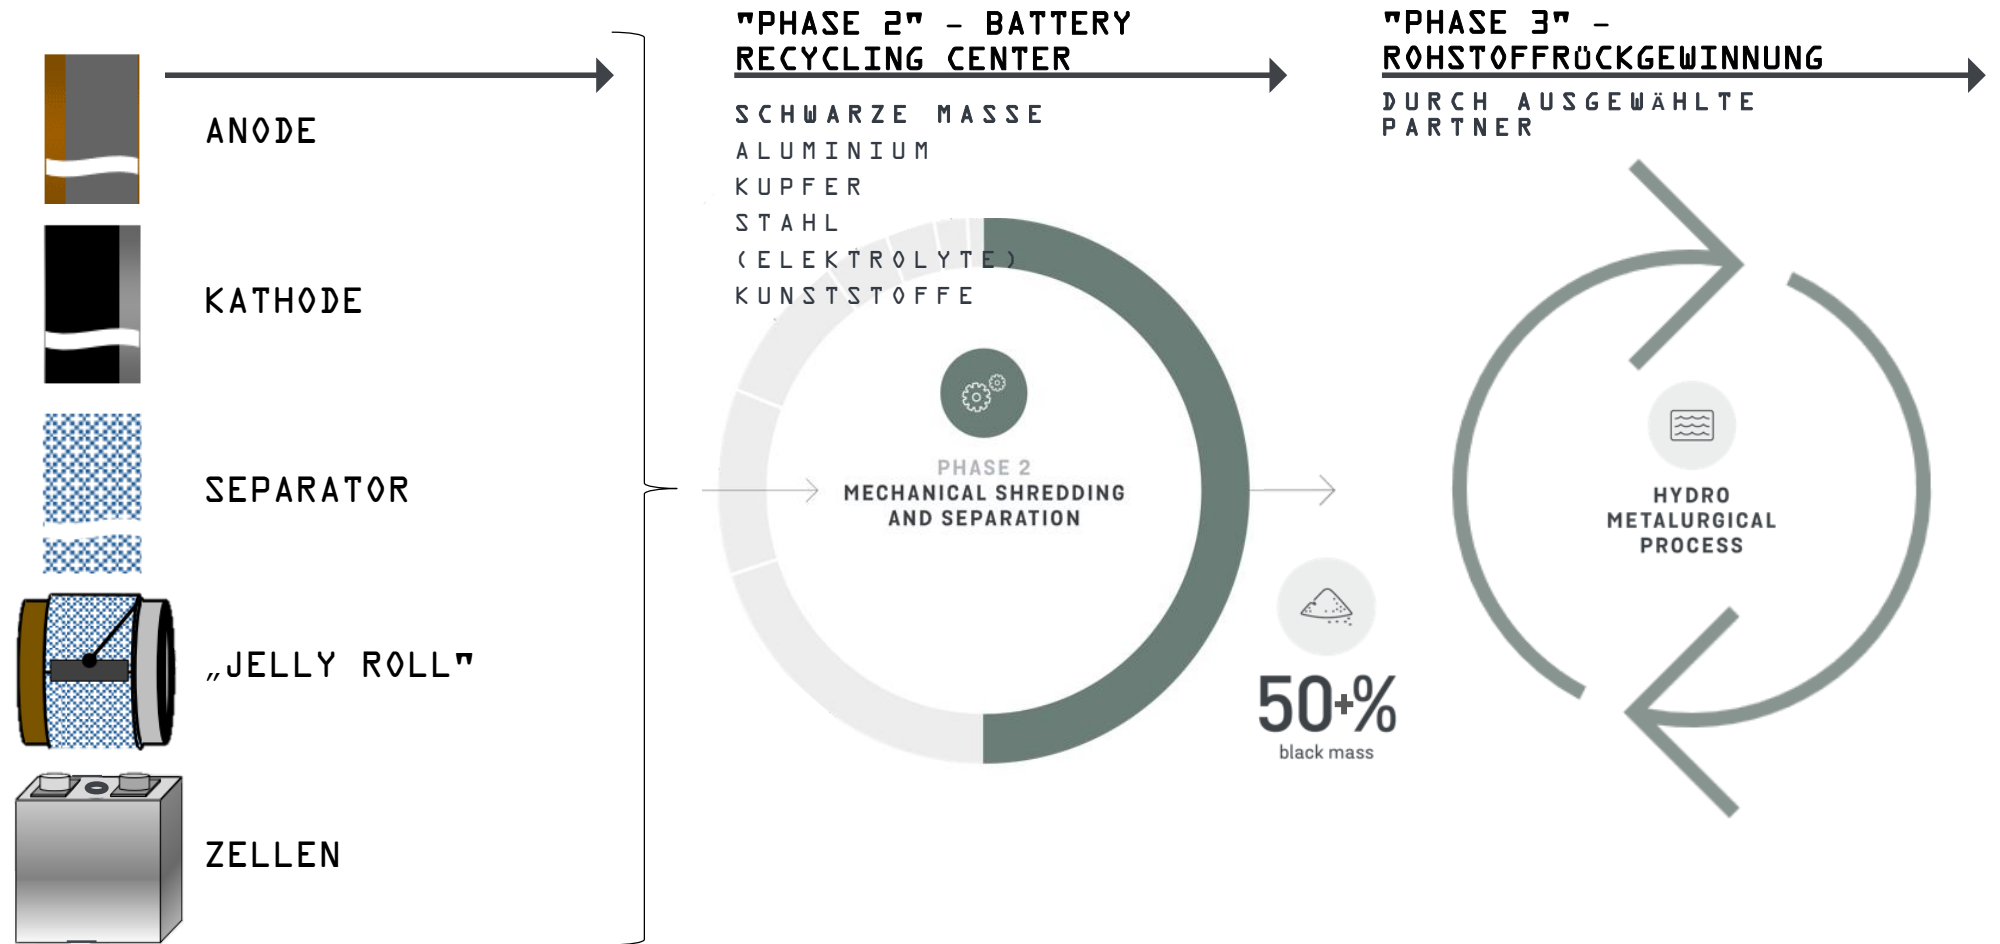 ANODE
KATHODE
SEPARATOR
„JELLY ROLL"
ZELLEN
"PHASE 2" - BATTERY
RECYCLING CENTER
SCHWARZE MASSE
ALUMINIUM
KUPFER
STAHL
(ELEKTROLYTE)
KUNSTSTOFFE
PHASE 2
MECHANICAL SHREDDING
AND SEPARATION
50+%
black mass
"PHASE 3" -
ROHSTOFFRÜCKGEWINNUNG
DURCH AUSGEWÄHLTE
PARTNER
HYDRO
METALURGICAL
PROCESS